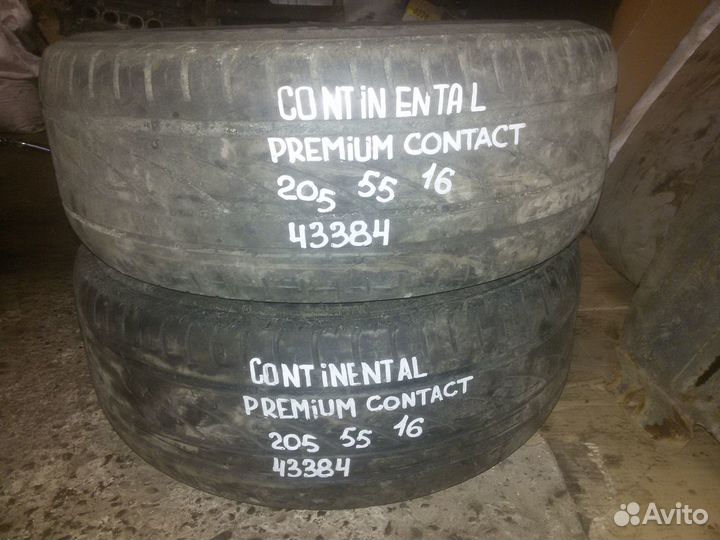 CONTINENTAL
PREMIUM CONTACT
205 55 16
43384
CONTINENTAL
PREMIUM CONTACT
205 55 16
43384
Avito